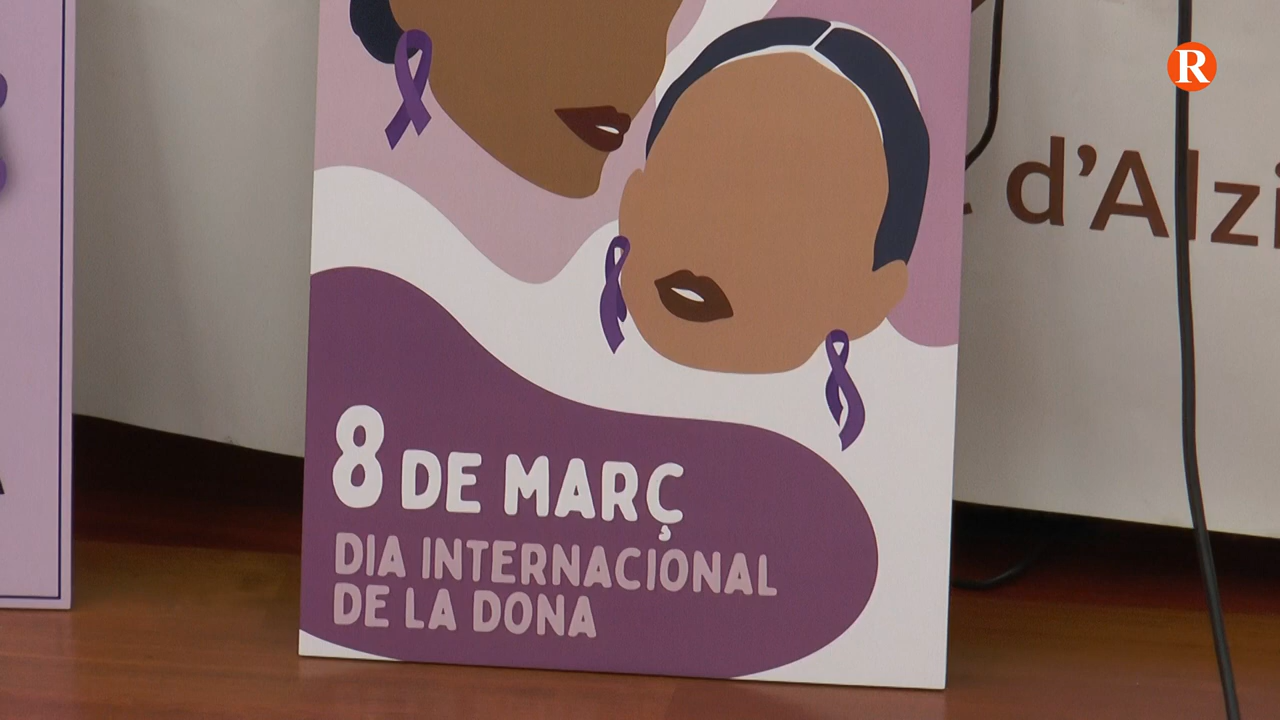 R
d'Alzi
8 DE MARÇ
DIA INTERNACIONAL
DE LA DONA